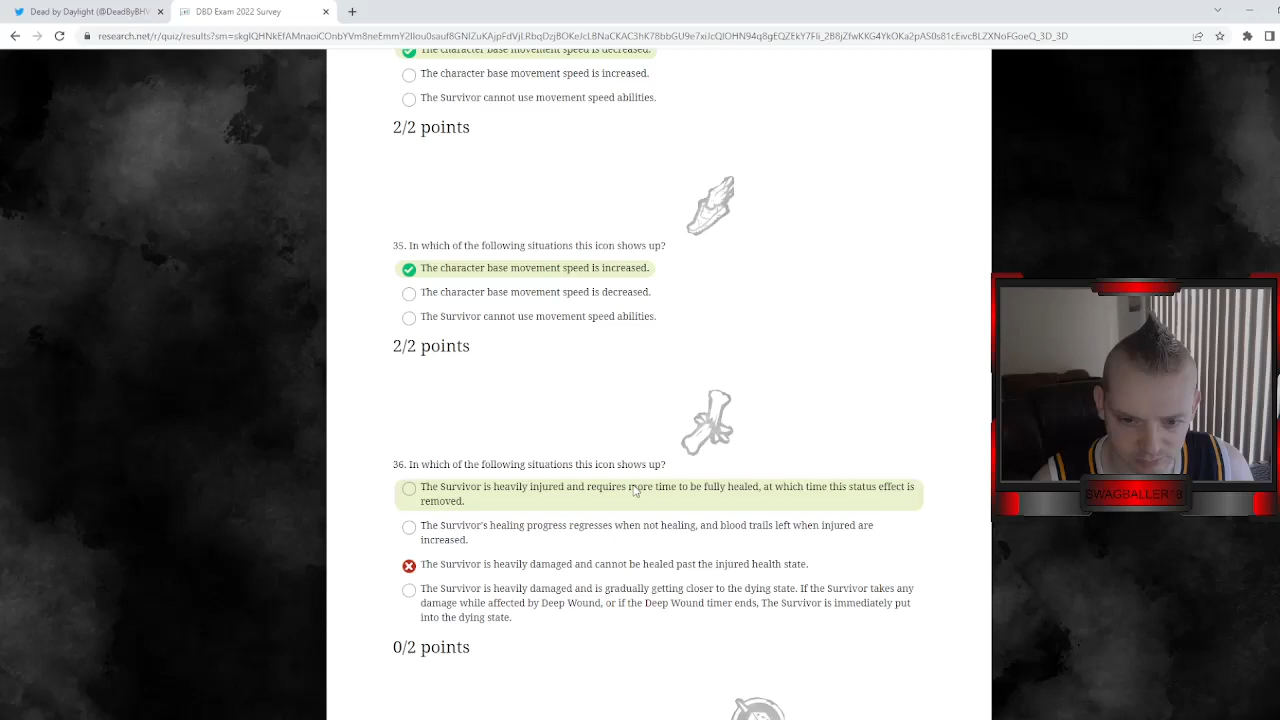 Dead by Daylight (@DeadByBHV
DBD Exam 2022 Survey
The character base movement speed is decreased.
The character base movement speed is increased.
The Survivor cannot use movement speed abilities.
2/2 points
35. In which of the following situations this icon shows up?
The character base movement speed is increased.
The character base movement speed is decreased.
The Survivor cannot use movement speed abilities.
2/2 points
36. In which of the following situations this icon shows up?
The Survivor is heavily injured and requires more time to be fully healed, at which time this status effect is
removed.
The Survivor's healing progress regresses when not healing, and blood trails left when injured are
increased.
The Survivor is heavily damaged and cannot be healed past the injured health state.
The Survivor is heavily damaged and is gradually getting closer to the dying state. If the Survivor takes any
damage while affected by Deep Wound, or if the Deep Wound timer ends, The Survivor is immediately put
into the dying state.
0/2 points
SWAGBALLER18